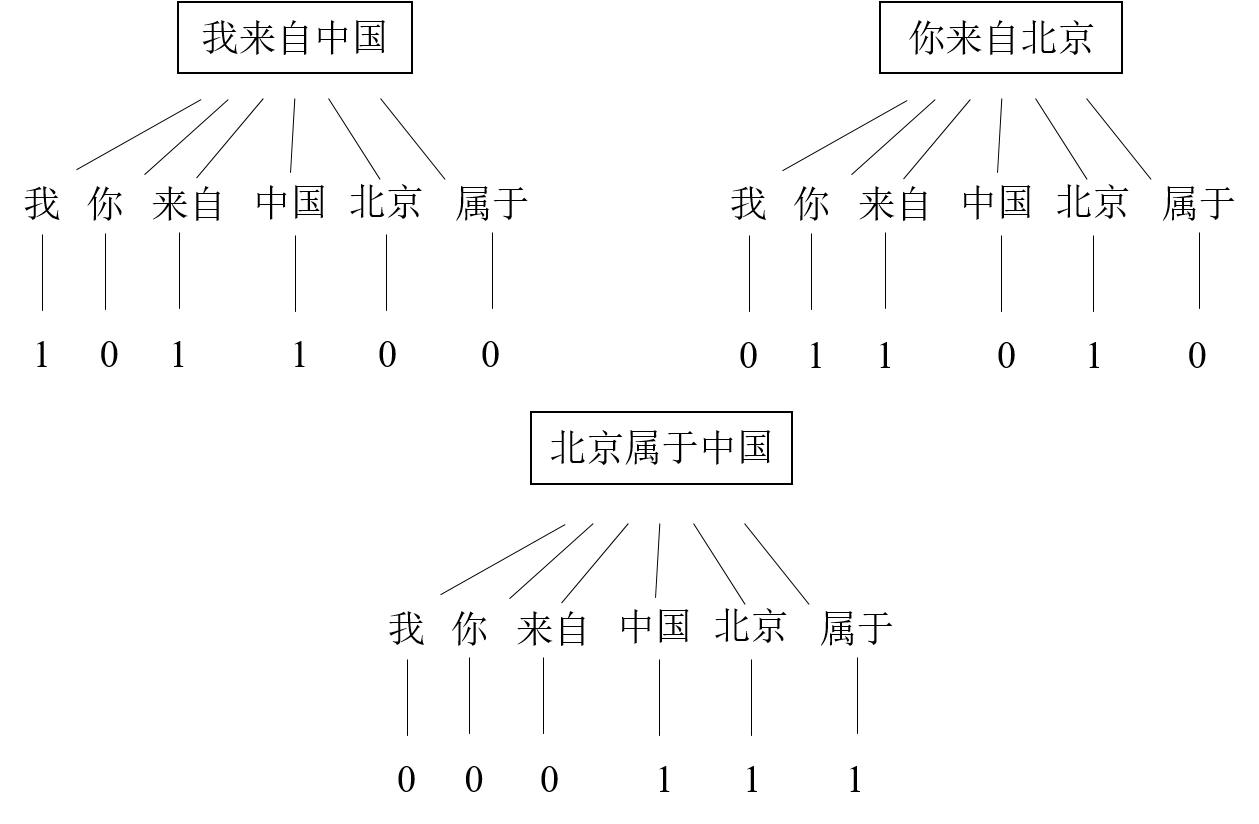 我来自中国
我 你 来自 中国 北京 属于
1 0 1 1 0 0
你来自北京
我 你 来自 中国 北京 属于
0 1 1 0 1 0
北京属于中国
我 你 来自 中国 北京 属于
0 0 0 1 1 1